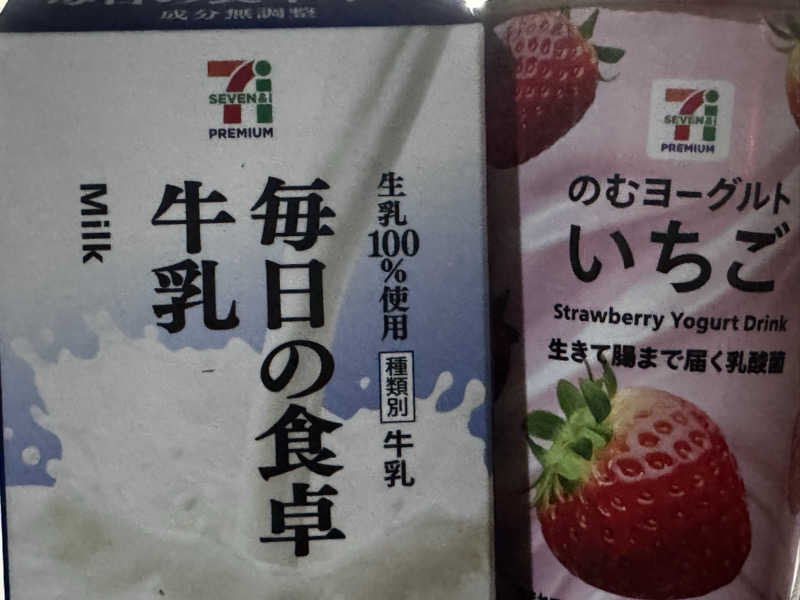 成分無調整
7i
SEVEN&i
PREMIUM
生乳100%使用
種類別 牛乳
毎日の食卓
牛乳
Milk
7i
SEVEN&i
PREMIUM
のむヨーグルト
いちご
Strawberry Yogurt Drink
生きて腸まで届く乳酸菌